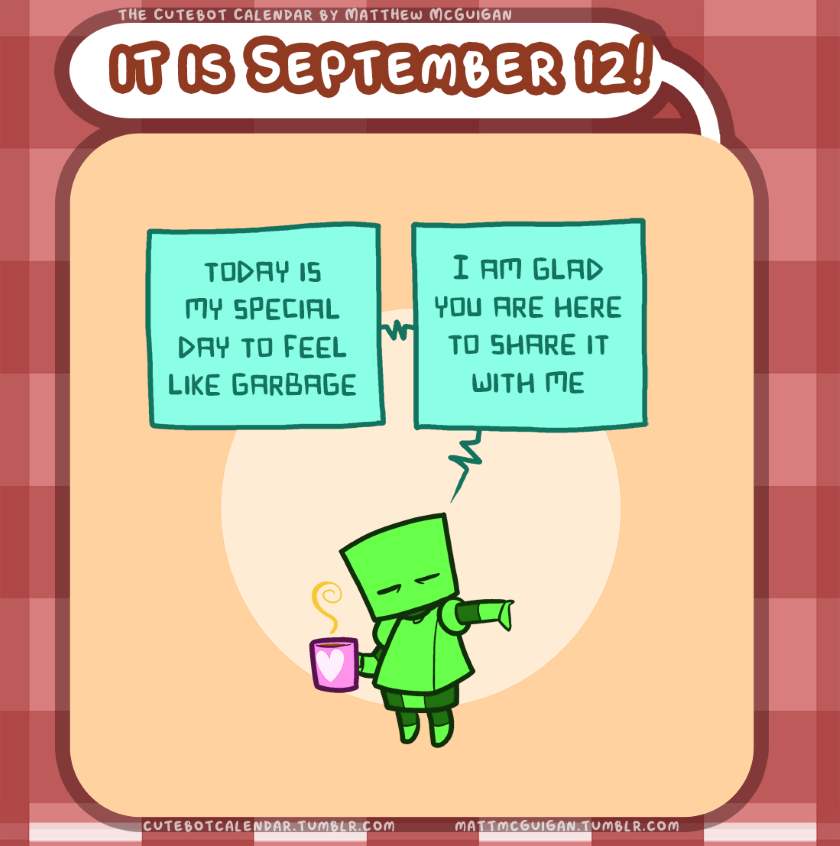 THE CUTEBOT CALENDAR BY MATTHEW MCGUIGAN
IT IS SEPTEMBER 12!
TODAY IS
MY SPECIAL
DAY TO FEEL
LIKE GARBAGE
I AM GLAD
YOU ARE HERE
TO SHARE IT
WITH ME
CUTEBOTCALENDAR.TUMBLR.COM
MATTMCGUIGAN.TUMBLR.COM